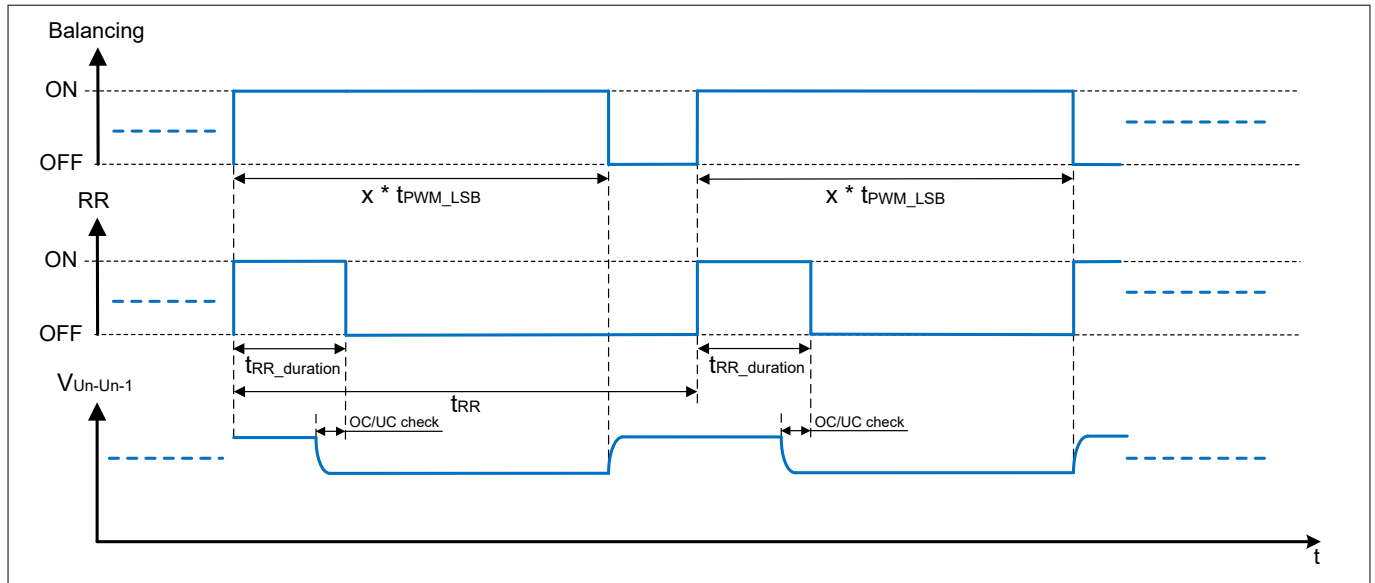 Balancing
ON
OFF
x * tPWM_LSB
x * tPWM_LSB
RR
ON
OFF
tRR_duration
tRR_duration
VUn-Un-1
tRR
OC/UC check
OC/UC check
t